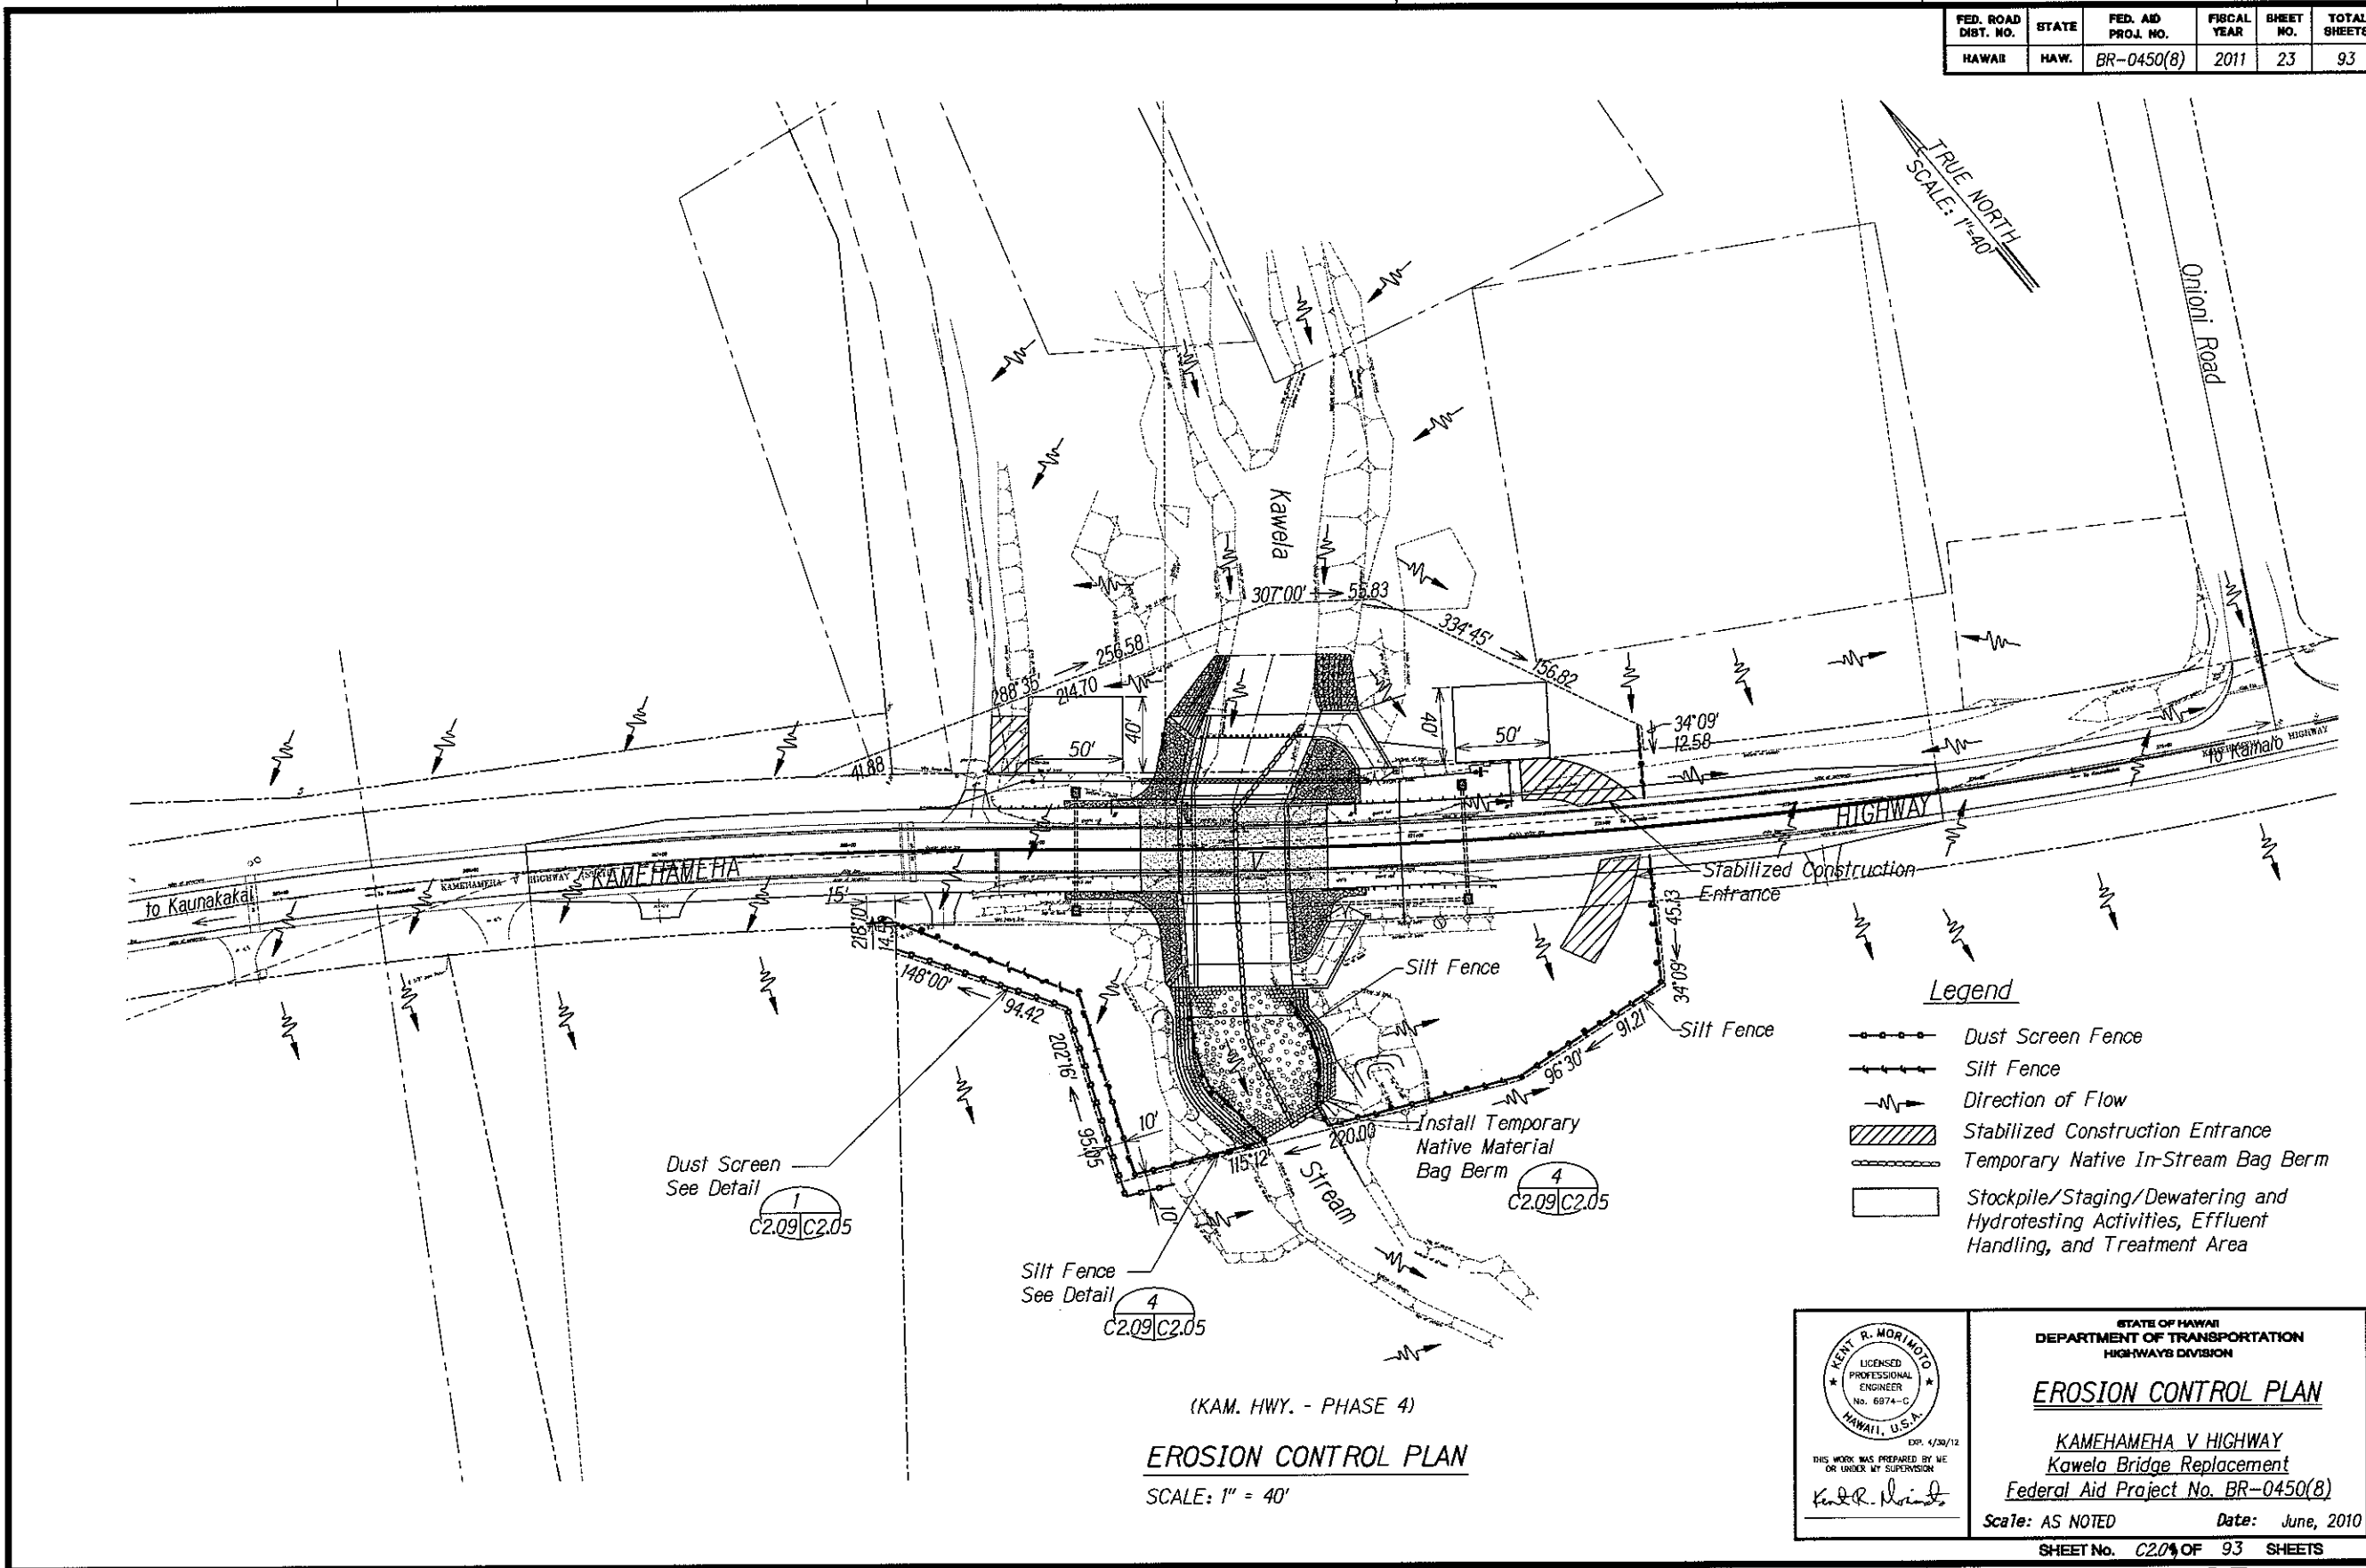 FED. ROAD DIST. NO.
STATE
FED. AID PROJ. NO.
FISCAL YEAR
SHEET NO.
TOTAL SHEETS
HAWAII
HAW.
BR-0450(8)
2011
23
93
TRUE NORTH
SCALE: 1"=40'
Onioni Road
Kawela
307°00'
55.83
334°45'
156.82
256.58
288°35'
214.70
40'
50'
40'
50'
34°09'
12.58
41.88
to Kamalo
HIGHWAY
HIGHWAY
V
KAMEHAMEHA
KAMEHAMEHA V HIGHWAY
to Kaunakakai
15'
218°10'
148°00'
94.42
202°16'
95.05
10'
10'
Stabilized Construction
Entrance
34°09'
45.13
Silt Fence
Silt Fence
91.21
96°30'
220.00
115°12'
Install Temporary
Native Material
Bag Berm
4
C2.09 C2.05
Stream
Dust Screen
See Detail
1
C2.09 C2.05
Silt Fence
See Detail
4
C2.09 C2.05
Legend
Dust Screen Fence
Silt Fence
Direction of Flow
Stabilized Construction Entrance
Temporary Native In-Stream Bag Berm
Stockpile/Staging/Dewatering and
Hydrotesting Activities, Effluent
Handling, and Treatment Area
(KAM. HWY. - PHASE 4)
EROSION CONTROL PLAN
SCALE: 1" = 40'
KENT R. MORIMOTO
LICENSED
PROFESSIONAL
ENGINEER
No. 6974-C
HAWAII, U.S.A.
EXP. 4/30/12
THIS WORK WAS PREPARED BY ME
OR UNDER MY SUPERVISION
Kent R. Morimoto
STATE OF HAWAII
DEPARTMENT OF TRANSPORTATION
HIGHWAYS DIVISION
EROSION CONTROL PLAN
KAMEHAMEHA V HIGHWAY
Kawela Bridge Replacement
Federal Aid Project No. BR-0450(8)
Scale: AS NOTED Date: June, 2010
SHEET No. OF 93 SHEETS